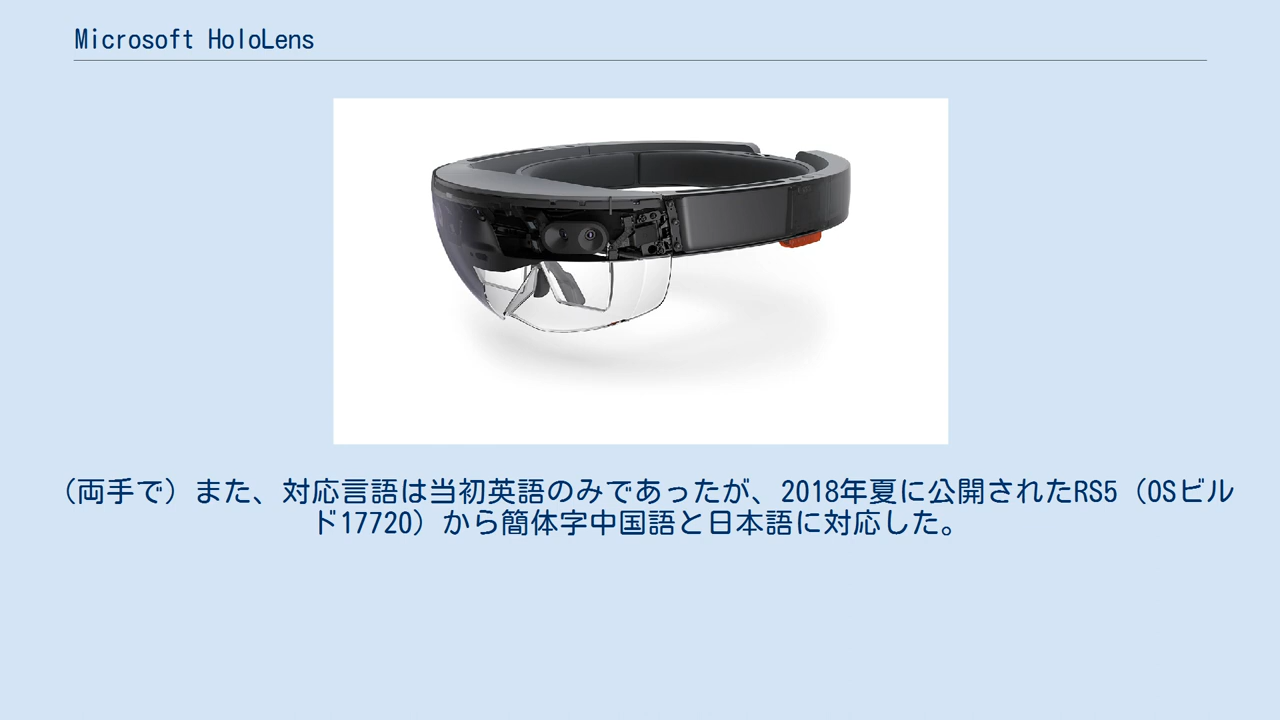 Microsoft HoloLens
（両手で）また、対応言語は当初英語のみであったが、2018年夏に公開されたRS5（OSビル
ド17720）から簡体字中国語と日本語に対応した。